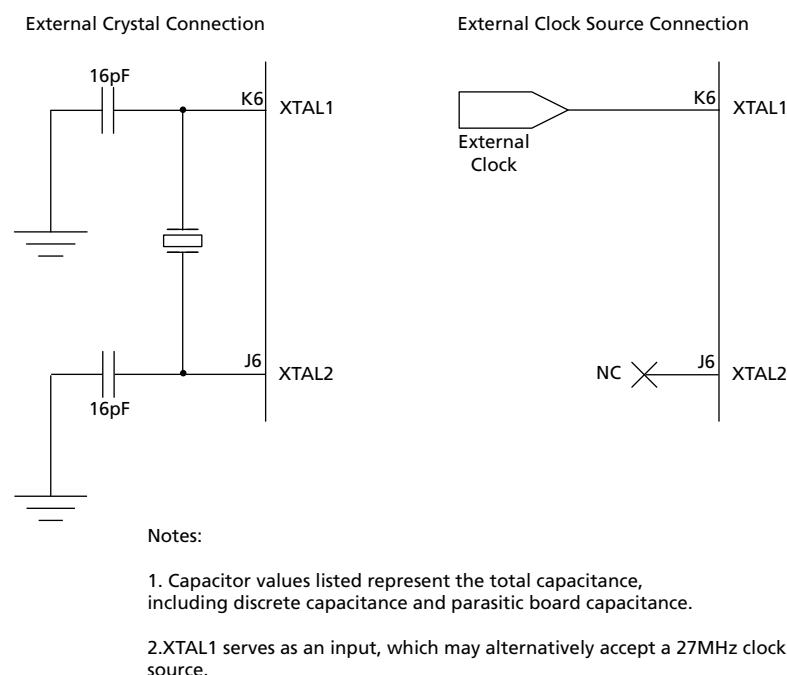 External Crystal Connection
External Clock Source Connection
16pF
K6
XTAL1
J6
XTAL2
16pF
K6
XTAL1
External
Clock
J6
NC
XTAL2
Notes:
1. Capacitor values listed represent the total capacitance,
including discrete capacitance and parasitic board capacitance.
2.XTAL1 serves as an input, which may alternatively accept a 27MHz clock
source.